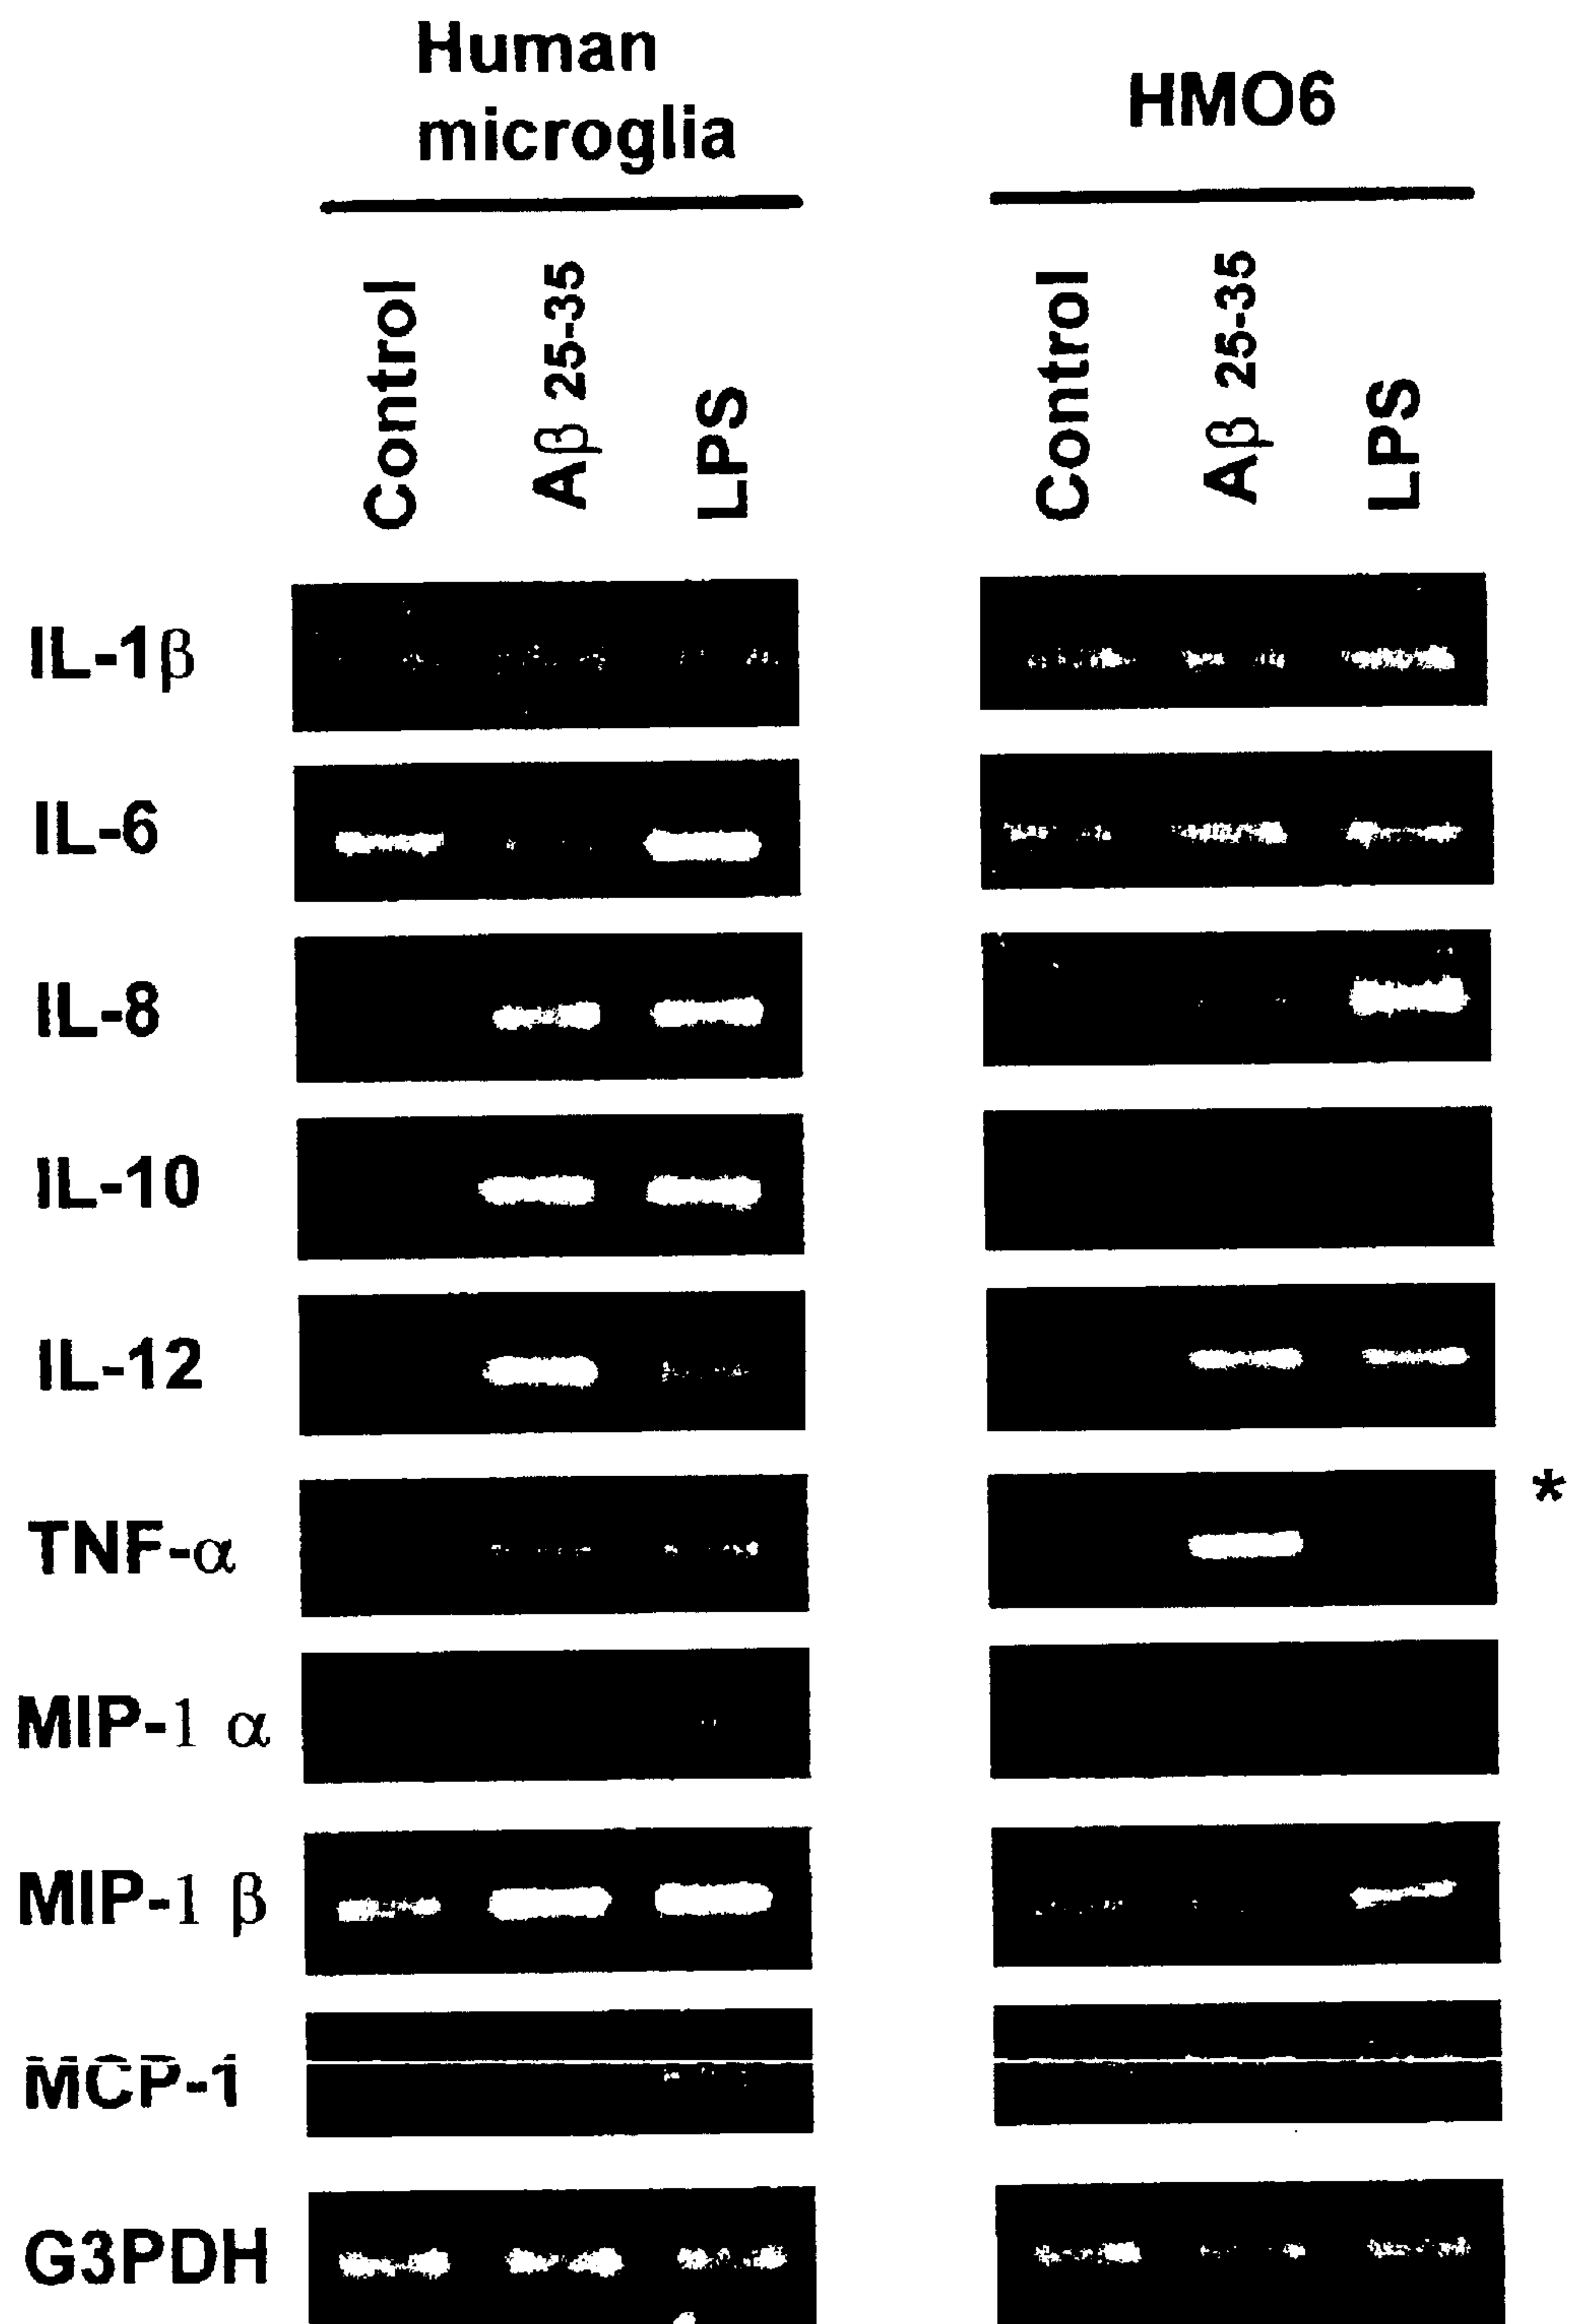 Human
microglia
HMO6
Control
Aβ 25-35
LPS
Control
Aβ 25-35
LPS
IL-1β
IL-6
IL-8
IL-10
IL-12
TNF-α
*
MIP-1 α
MIP-1 β
MCP-1
G3PDH